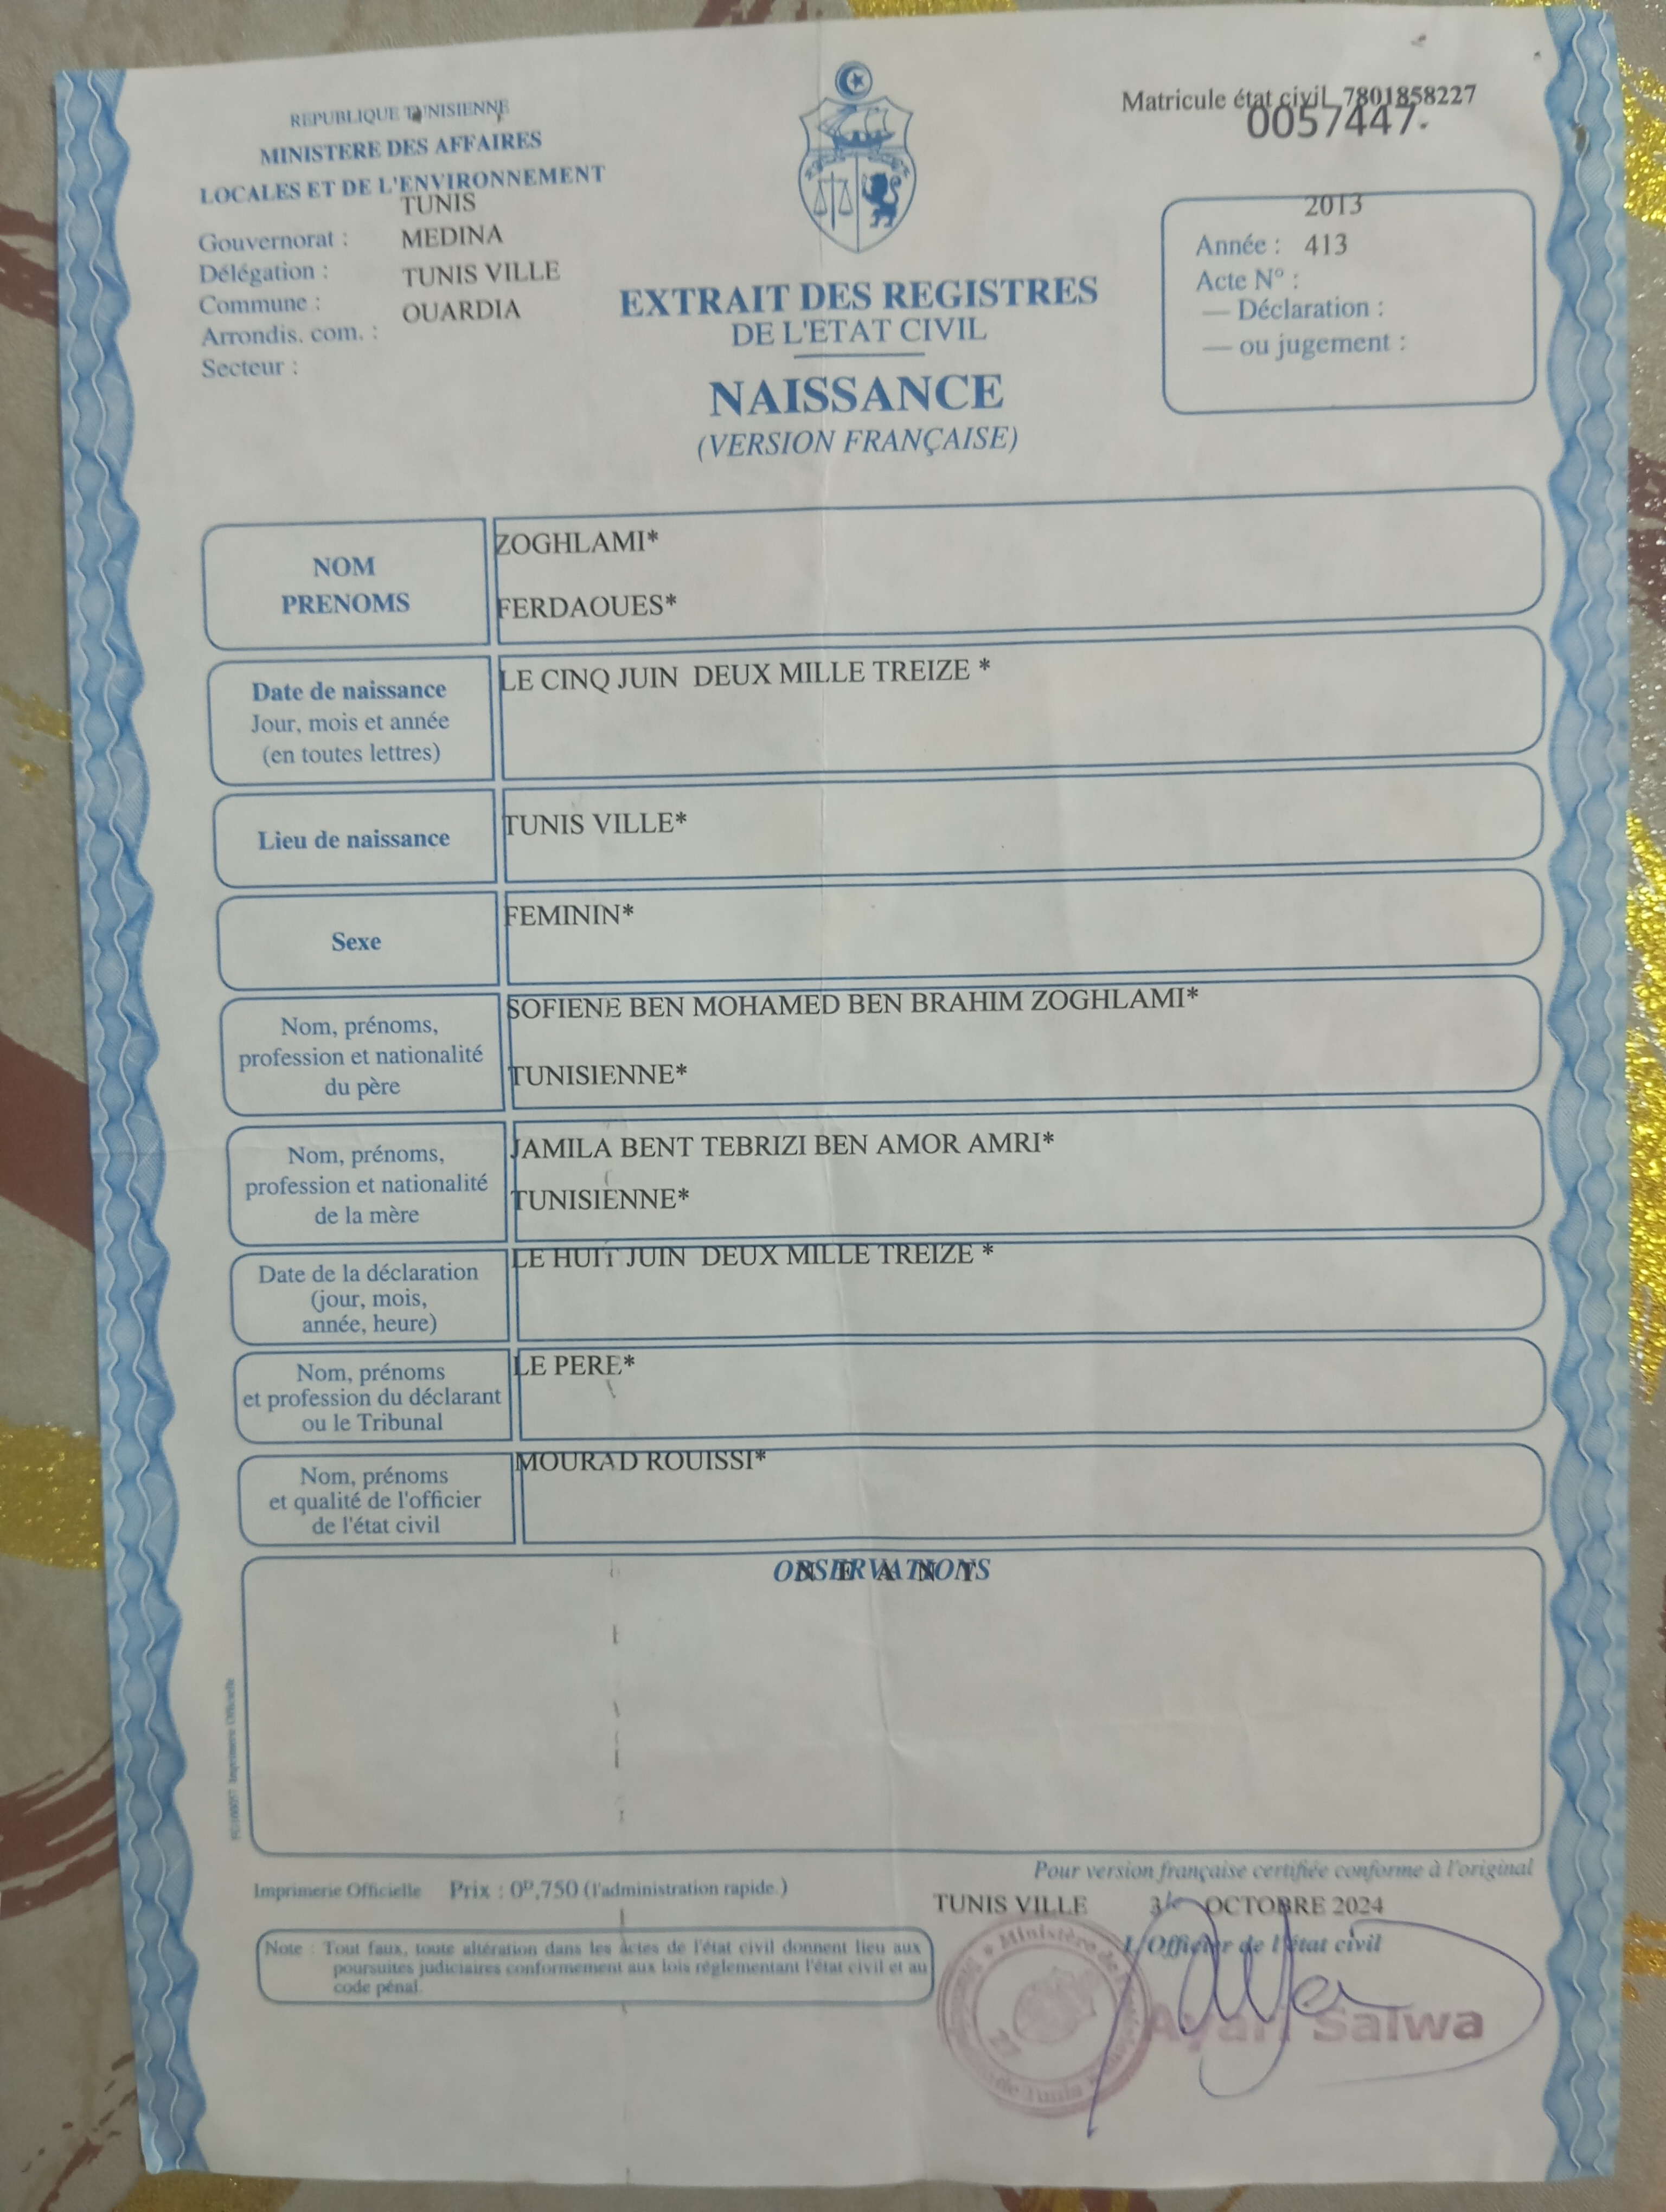 REPUBLIQUE TUNISIENNE
MINISTERE DES AFFAIRES
LOCALES ET DE L'ENVIRONNEMENT
TUNIS
Gouvernorat : MEDINA
Délégation : TUNIS VILLE
Commune : OUARDIA
Arrondis. com. :
Secteur :
Matricule état civil 7801858227
0057447.
2013
Année : 413
Acte N° :
— Déclaration :
— ou jugement :
EXTRAIT DES REGISTRES
DE L'ETAT CIVIL
NAISSANCE
(VERSION FRANÇAISE)
NOM
PRENOMS
ZOGHLAMI*
FERDAOUES*
Date de naissance
Jour, mois et année
(en toutes lettres)
LE CINQ JUIN DEUX MILLE TREIZE *
Lieu de naissance
TUNIS VILLE*
Sexe
FEMININ*
Nom, prénoms,
profession et nationalité
du père
SOFIENE BEN MOHAMED BEN BRAHIM ZOGHLAMI*
TUNISIENNE*
Nom, prénoms,
profession et nationalité
de la mère
JAMILA BENT TEBRIZI BEN AMOR AMRI*
TUNISIENNE*
Date de la déclaration
(jour, mois,
année, heure)
LE HUIT JUIN DEUX MILLE TREIZE *
Nom, prénoms
et profession du déclarant
ou le Tribunal
LE PERE*
Nom, prénoms
et qualité de l'officier
de l'état civil
MOURAD ROUISSI*
OBSERVATIONS
N E A N T
Imprimerie Officielle Prix : 0ᴰ,750 (l'administration rapide.)
Note : Tout faux, toute altération dans les actes de l'état civil donnent lieu aux
poursuites judiciaires conformement aux lois réglementant l'état civil et au
code pénal.
Pour version française certifiée conforme à l'original
TUNIS VILLE 3 le OCTOBRE 2024
L'Officier de l'état civil
Ayari Salwa